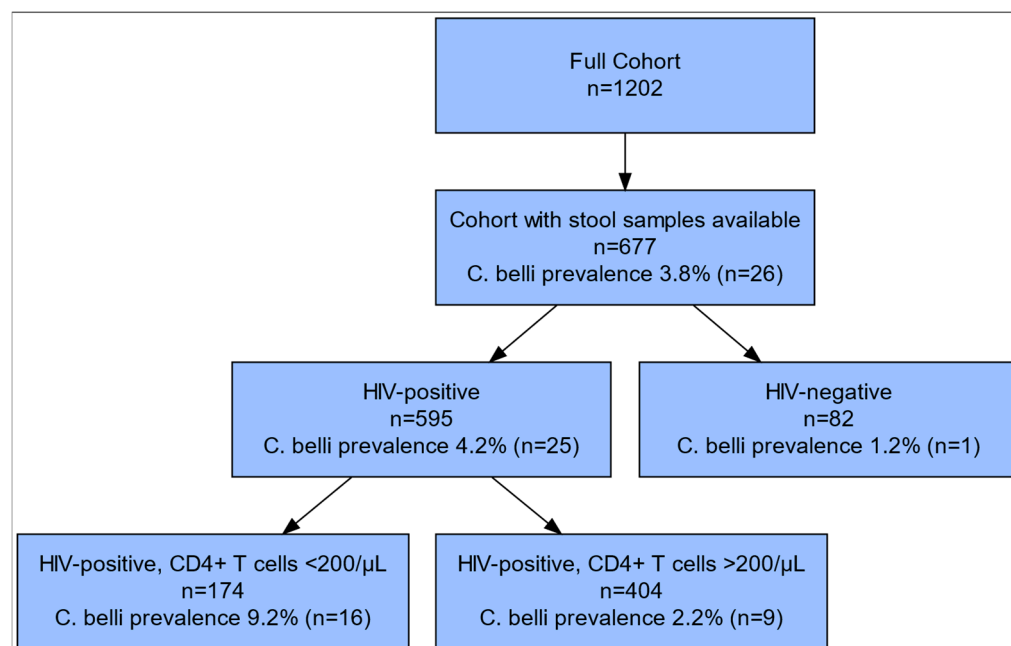 Full Cohort
n=1202
Cohort with stool samples available
n=677
C. belli prevalence 3.8% (n=26)
HIV-positive
n=595
C. belli prevalence 4.2% (n=25)
HIV-negative
n=82
C. belli prevalence 1.2% (n=1)
HIV-positive, CD4+ T cells <200/µL
n=174
C. belli prevalence 9.2% (n=16)
HIV-positive, CD4+ T cells >200/µL
n=404
C. belli prevalence 2.2% (n=9)